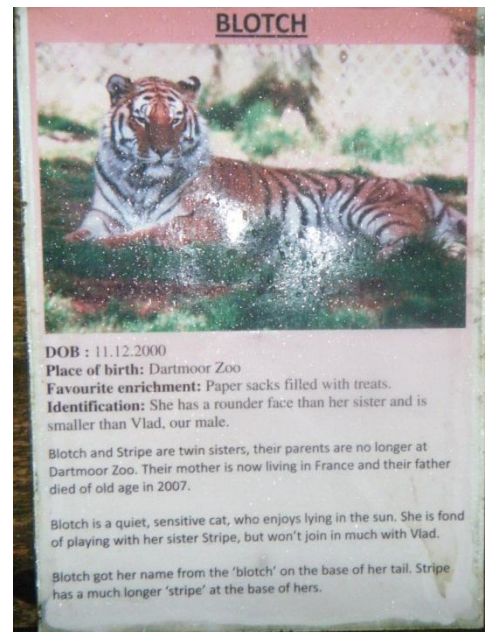 BLOTCH
DOB : 11.12.2000
Place of birth: Dartmoor Zoo
Favourite enrichment: Paper sacks filled with treats.
Identification: She has a rounder face than her sister and is
smaller than Vlad, our male.
Blotch and Stripe are twin sisters, their parents are no longer at
Dartmoor Zoo. Their mother is now living in France and their father
died of old age in 2007.
Blotch is a quiet, sensitive cat, who enjoys lying in the sun. She is fond
of playing with her sister Stripe, but won't join in much with Vlad.
Blotch got her name from the 'blotch' on the base of her tail. Stripe
has a much longer 'stripe' at the base of hers.